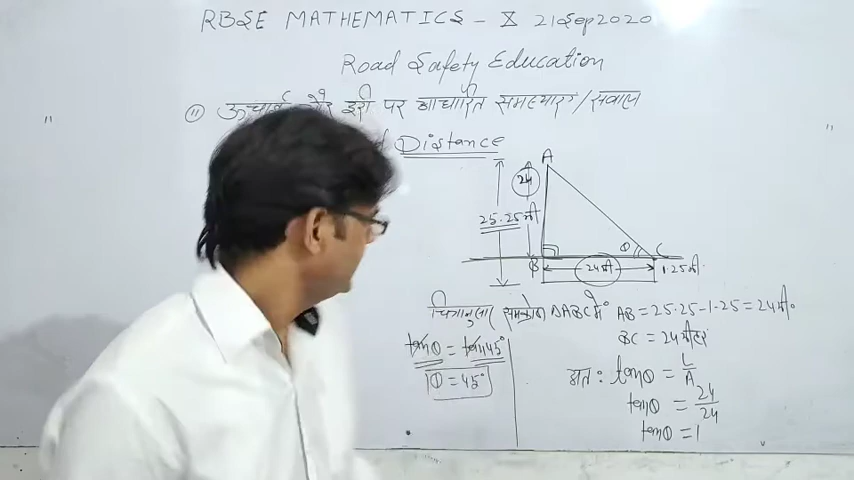 RBSE MATHEMATICS - X 21 Sep 2020
Road Safety Education
11 ऊचाई और दूरी पर आधारित समस्याएं/सवाल
Distance
A
24
25.25मी
B
24मी
θ
C
1.25मी.
चित्रानुसार समकोण ΔABC में AB = 25.25-1.25 = 24मी॰
BC = 24मीटर
tanθ = tan45°
θ = 45°
अतः tanθ = L/A
tanθ = 24/24
tanθ = 1